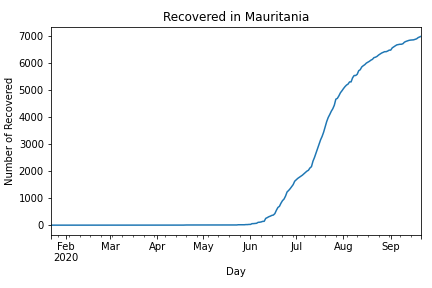 Recovered in Mauritania
Number of Recovered
7000
6000
5000
4000
3000
2000
1000
0
Feb Mar Apr May Jun Jul Aug Sep
2020
Day